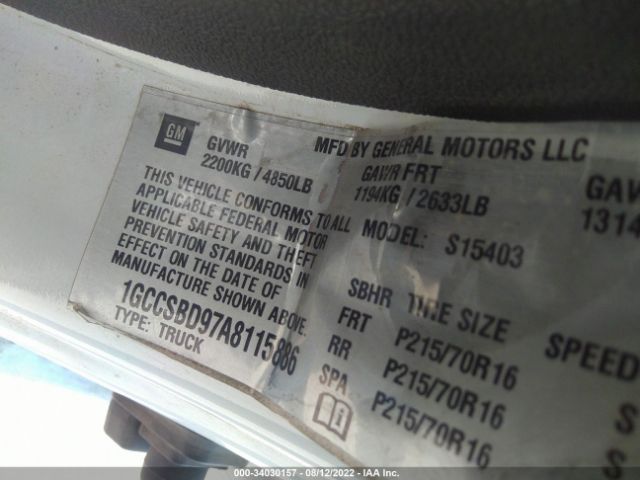 GM
GVWR
2200KG / 4850LB
THIS VEHICLE CONFORMS TO ALL
APPLICABLE FEDERAL MOTOR
VEHICLE SAFETY AND THEFT
PREVENTION STANDARDS IN
EFFECT ON THE DATE OF
MANUFACTURE SHOWN ABOVE.
1GCCSBD97A8115886
TYPE: TRUCK
MFD BY GENERAL MOTORS LLC
GAWR FRT
1194KG / 2633LB
GAW
1314
MODEL: S15403
SBHR TIRE SIZE SPEED
FRT P215/70R16
RR P215/70R16 S
SPA P215/70R16 S
000-34030157 - 08/12/2022 - IAA Inc.